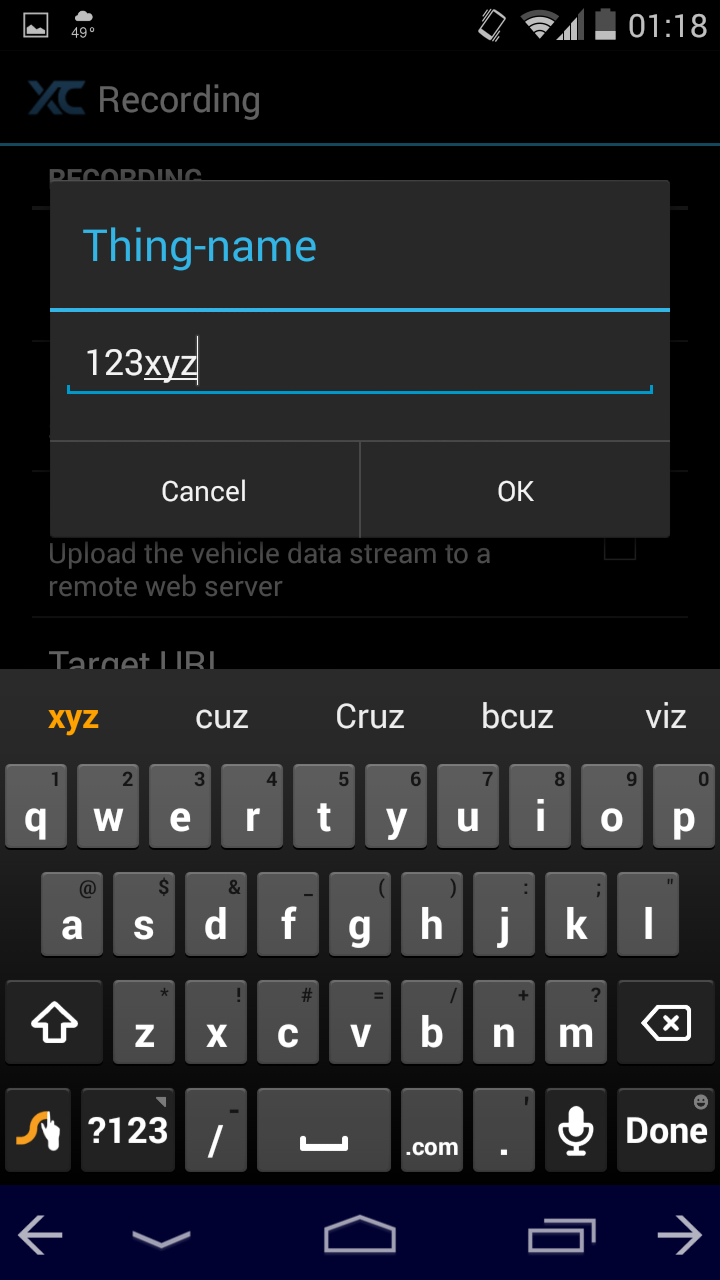 49°
01:18
XC Recording
RECORDING
Thing-name
123xyz
Cancel
OK
Upload the vehicle data stream to a
remote web server
Target URL
xyz cuz Cruz bcuz viz
1 2 3 4 5 6 7 8 9 0
q w e r t y u i o p
@ $ & _ ( ) : ; "
a s d f g h j k l
* ! # = / + ?
z x c v b n m
- '
?123 / .com . Done